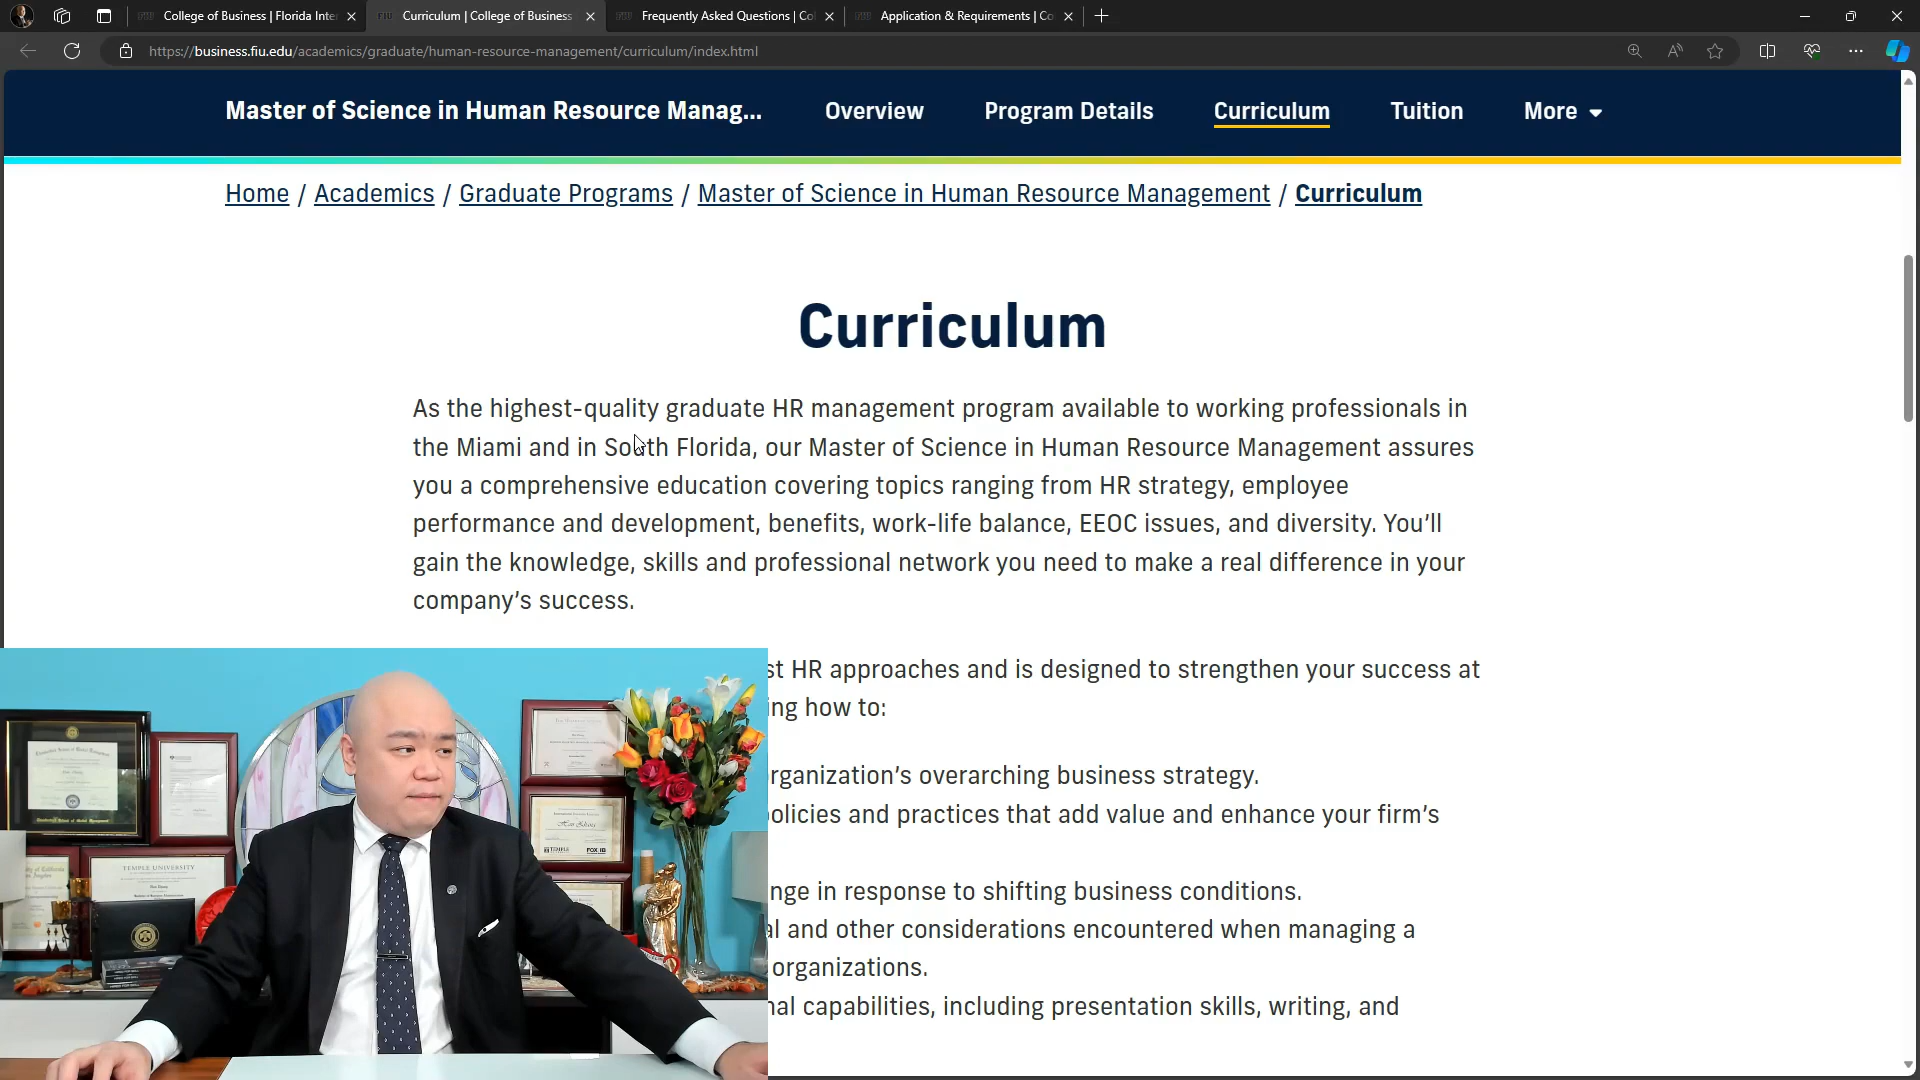 College of Business | Florida Inte
Curriculum | College of Business
Frequently Asked Questions | Co
Application & Requirements | Co
https://business.fiu.edu/academics/graduate/human-resource-management/curriculum/index.html
Master of Science in Human Resource Manag...
Overview
Program Details
Curriculum
Tuition
More
Home / Academics / Graduate Programs / Master of Science in Human Resource Management / Curriculum
Curriculum
As the highest-quality graduate HR management program available to working professionals in
the Miami and in South Florida, our Master of Science in Human Resource Management assures
you a comprehensive education covering topics ranging from HR strategy, employee
performance and development, benefits, work-life balance, EEOC issues, and diversity. You'll
gain the knowledge, skills and professional network you need to make a real difference in your
company's success.
st HR approaches and is designed to strengthen your success at
ing how to:
rganization's overarching business strategy.
olicies and practices that add value and enhance your firm's
nge in response to shifting business conditions.
al and other considerations encountered when managing a
organizations.
nal capabilities, including presentation skills, writing, and
TEMPLE UNIVERSITY
TEMPLE